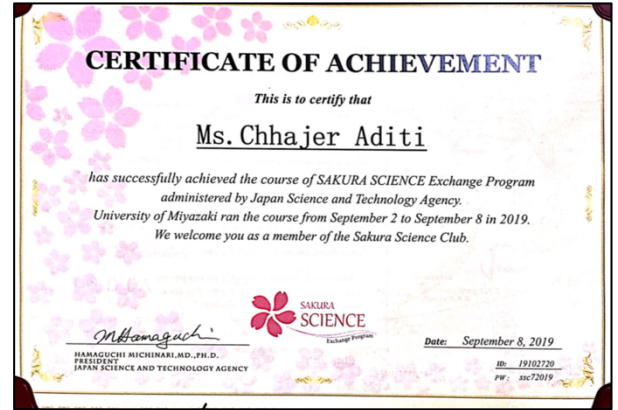 CERTIFICATE OF ACHIEVEMENT
This is to certify that
Ms. Chhajer Aditi
has successfully achieved the course of SAKURA SCIENCE Exchange Program
administered by Japan Science and Technology Agency.
University of Miyazaki ran the course from September 2 to September 8 in 2019.
We welcome you as a member of the Sakura Science Club.
SAKURA
SCIENCE
Exchange Program
MHamaguchi
HAMAGUCHI MICHINARI,MD.,PH.D.
PRESIDENT
JAPAN SCIENCE AND TECHNOLOGY AGENCY
Date: September 8, 2019
ID: 19102720
PW: ssc72019